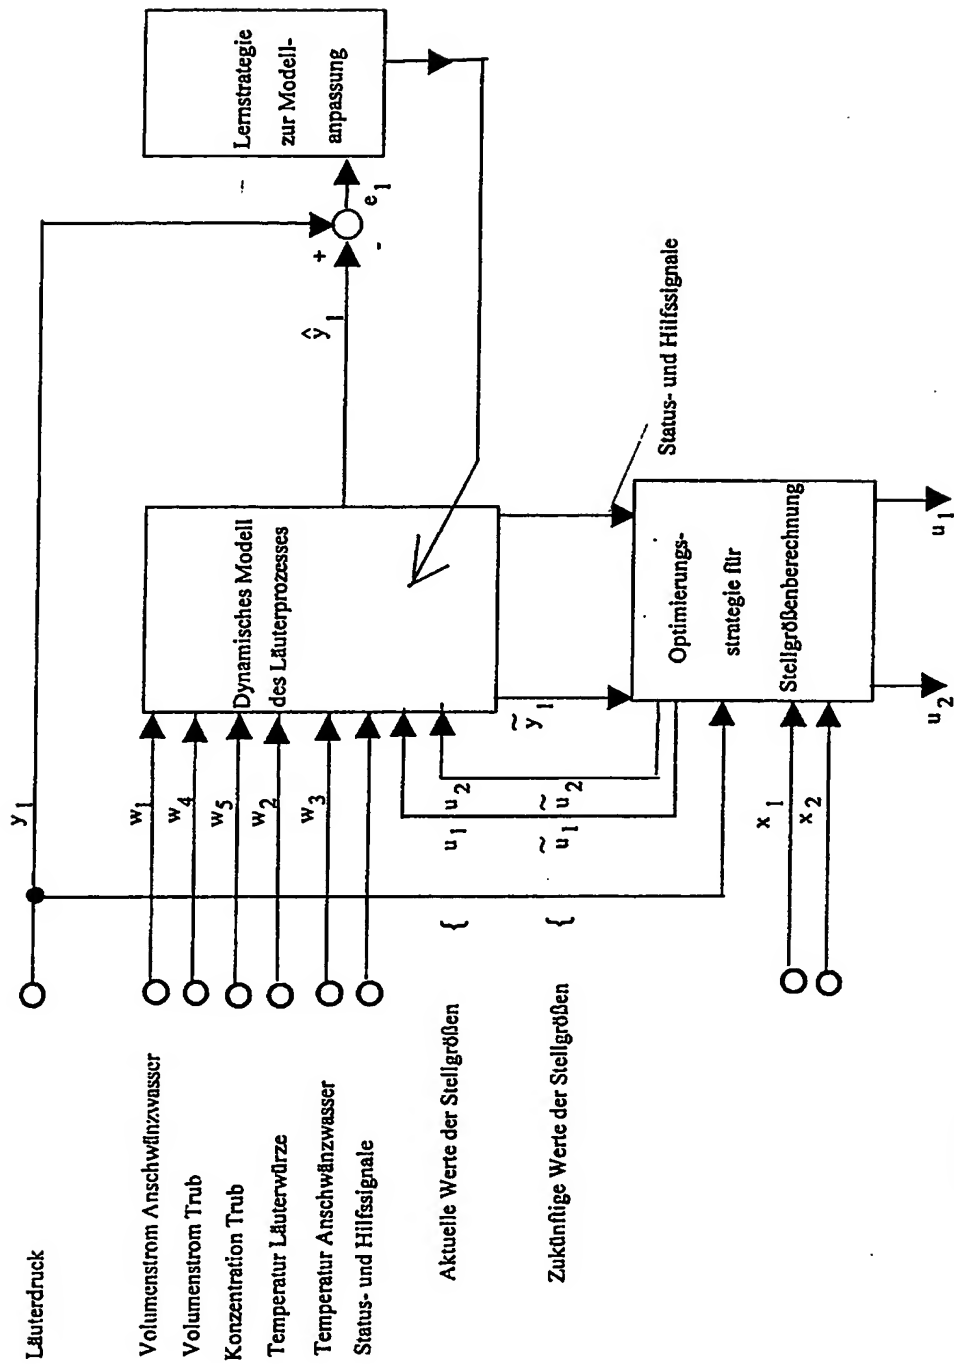 Läuterdruck
y1
Volumenstrom Anschwänzwasser
w1
Volumenstrom Trub
w4
Konzentration Trub
w5
Temperatur Läuterwürze
w2
Temperatur Anschwänzwasser
w3
Status- und Hilfssignale
Dynamisches Modell
des Läuterprozesses
ŷ1
+
-
e1
Lernstrategie
zur Modell-
anpassung
Aktuelle Werte der Stellgrößen
{
u1 u2
Zukünftige Werte der Stellgrößen
{
ũ1 ũ2
ỹ1
Status- und Hilfssignale
Optimierungs-
strategie für
Stellgrößenberechnung
x1
x2
u2
u1